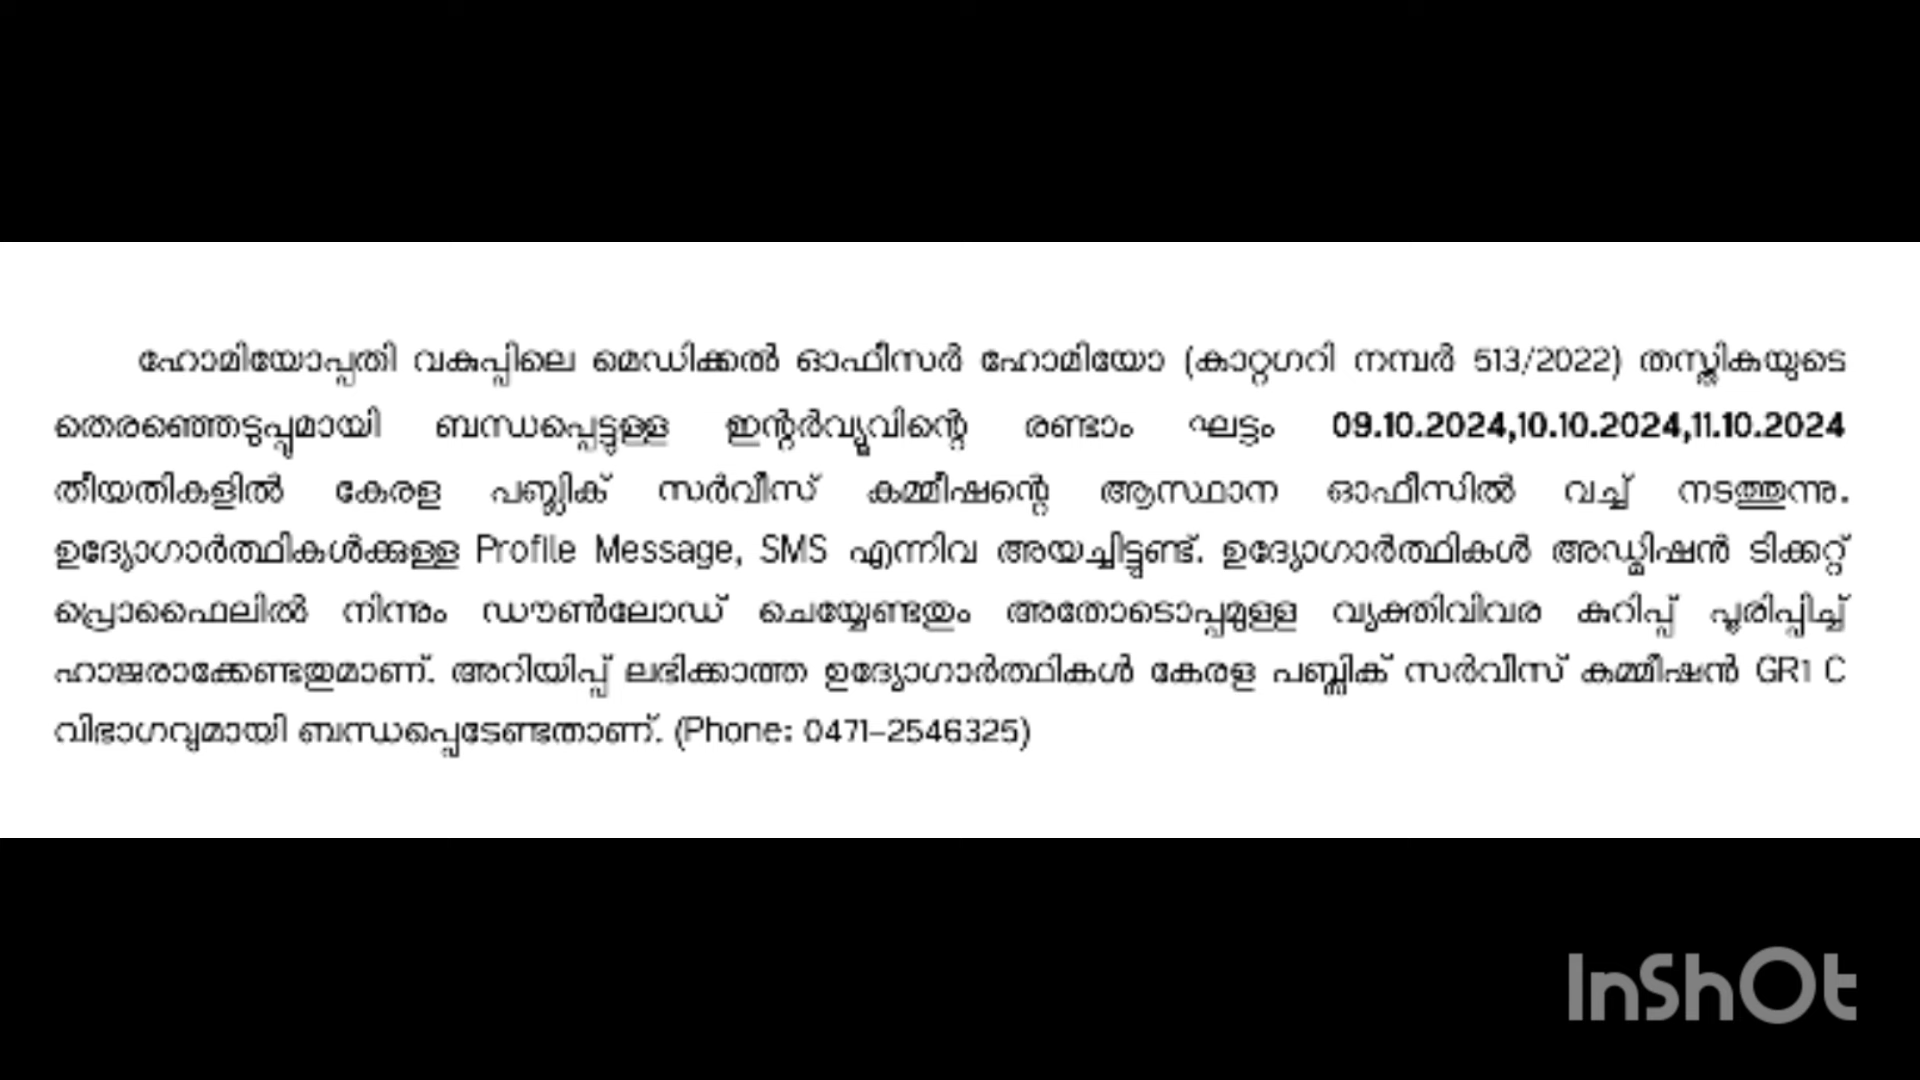 ഹോമിയോപ്പതി വകുപ്പിലെ മെഡിക്കൽ ഓഫീസർ ഹോമിയോ (കാറ്റഗറി നമ്പർ 513/2022) തസ്തികയുടെ
തെരഞ്ഞെടുപ്പുമായി ബന്ധപ്പെട്ടുള്ള ഇന്റർവ്യൂവിന്റെ രണ്ടാം ഘട്ടം 09.10.2024,10.10.2024,11.10.2024
തീയതികളിൽ കേരള പബ്ലിക് സർവീസ് കമ്മീഷന്റെ ആസ്ഥാന ഓഫീസിൽ വച്ച് നടത്തുന്നു.
ഉദ്യോഗാർത്ഥികൾക്കുള്ള Profile Message, SMS എന്നിവ അയച്ചിട്ടുണ്ട്. ഉദ്യോഗാർത്ഥികൾ അഡ്മിഷൻ ടിക്കറ്റ്
പ്രൊഫൈലിൽ നിന്നും ഡൗൺലോഡ് ചെയ്യേണ്ടയും അതോടൊപ്പമുള്ള വ്യക്തിവിവര കുറിപ്പ് പൂരിപ്പിച്ച്
ഹാജരാക്കേണ്ടയുമാണ്. അറിയിപ്പ് ലഭിക്കാത്ത ഉദ്യോഗാർത്ഥികൾ കേരള പബ്ലിക് സർവീസ് കമ്മീഷൻ GR1 C
വിഭാഗവുമായി ബന്ധപ്പെടേണ്ടതാണ്. (Phone: 0471-2546325)
InShOt